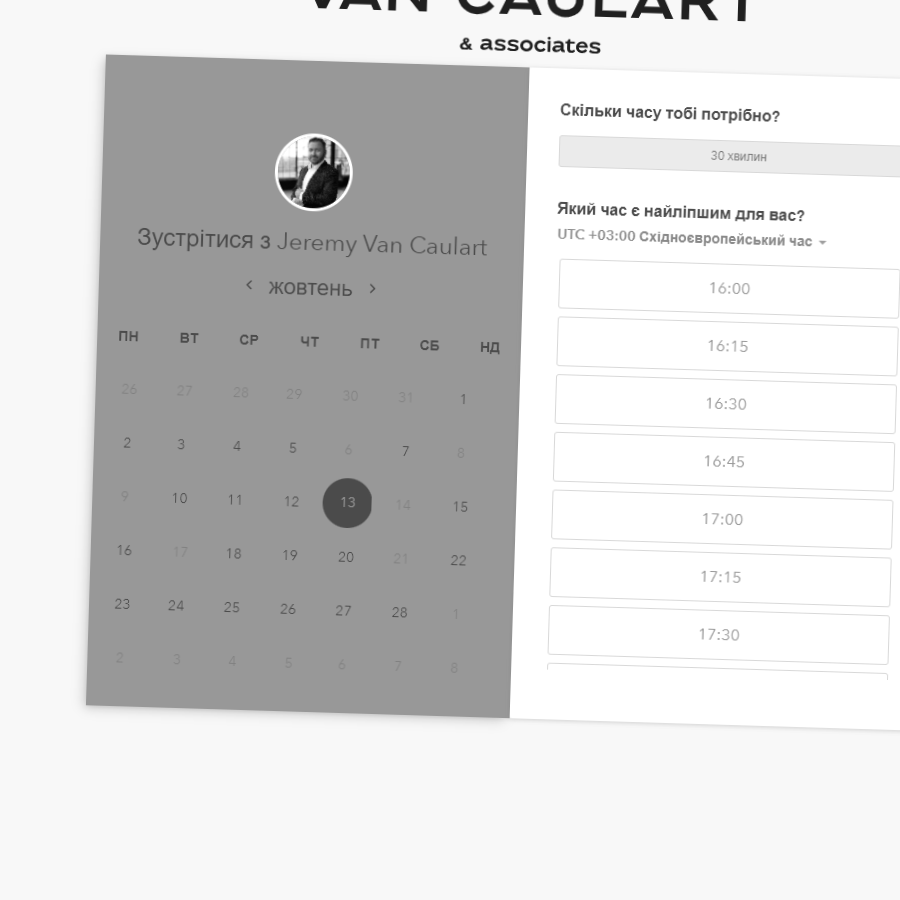 VAN CAULART
& associates
Зустрітися з Jeremy Van Caulart
жовтень
ПН ВТ СР ЧТ ПТ СБ НД
26 27 28 29 30 31 1
2 3 4 5 6 7 8
9 10 11 12 13 14 15
16 17 18 19 20 21 22
23 24 25 26 27 28 1
2 3 4 5 6 7 8
Скільки часу тобі потрібно?
30 хвилин
Який час є найліпшим для вас?
UTC +03:00 Східноєвропейський час
16:00
16:15
16:30
16:45
17:00
17:15
17:30